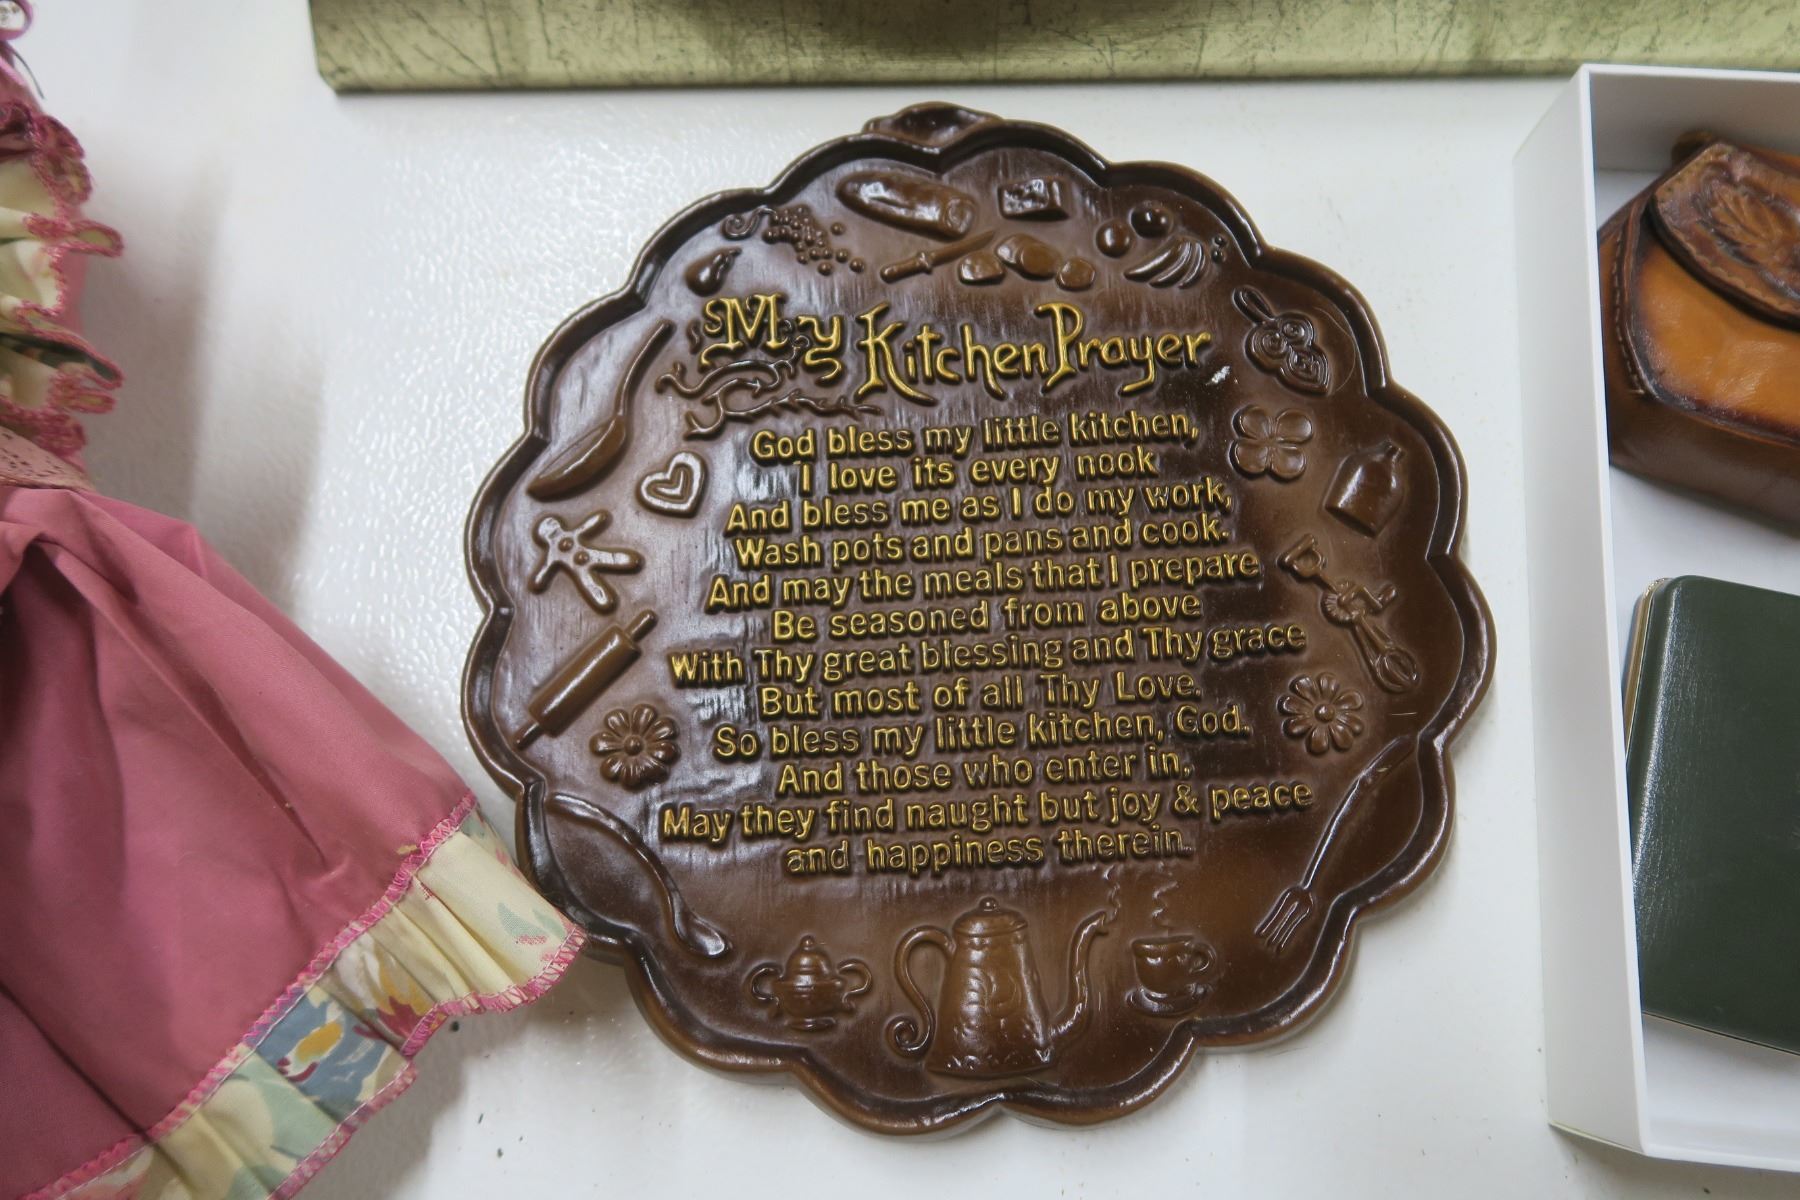 My Kitchen Prayer
God bless my little kitchen,
I love its every nook
And bless me as I do my work,
Wash pots and pans and cook.
And may the meals that I prepare
Be seasoned from above
With Thy great blessing and Thy grace
But most of all Thy Love.
So bless my little kitchen, God.
And those who enter in,
May they find naught but joy & peace
and happiness therein.